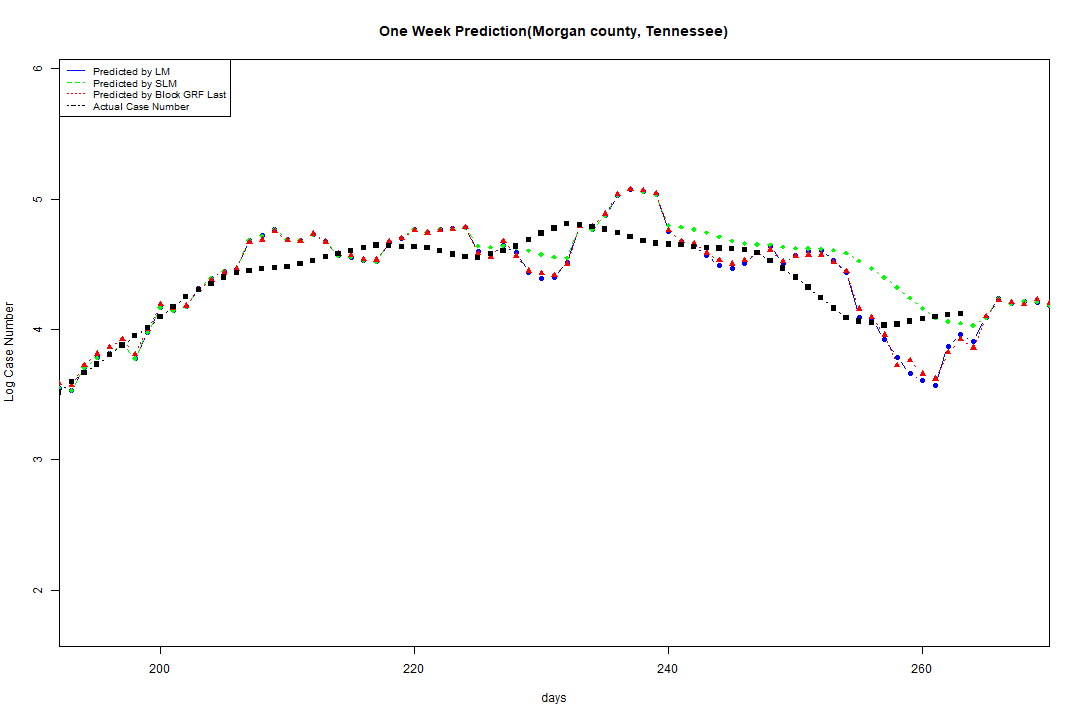 One Week Prediction(Morgan county, Tennessee)
Predicted by LM
Predicted by SLM
Predicted by Block GRF Last
Actual Case Number
6
5
4
3
2
Log Case Number
200 220 240 260
days